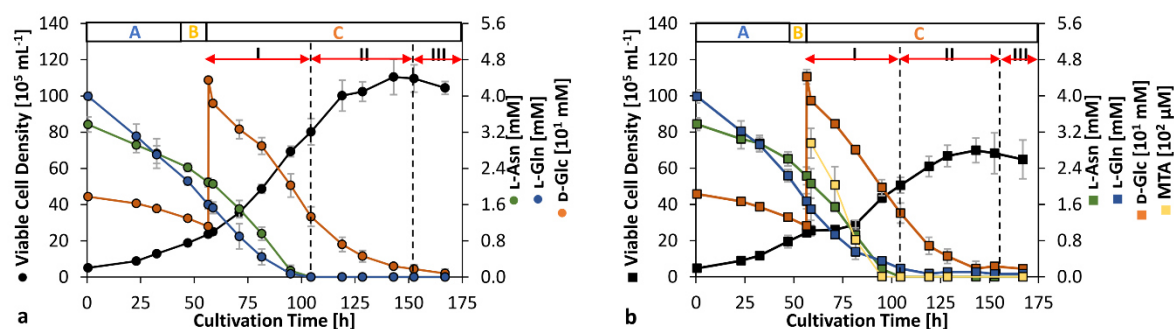 A B C
I II III
140 120 100 80 60 40 20 0
5.6 4.8 4.0 3.2 2.4 1.6 0.8 0.0
0 25 50 75 100 125 150 175
Viable Cell Density [10⁵ mL⁻¹]
L-Asn [mM]
L-Gln [mM]
D-Glc [10¹ mM]
Cultivation Time [h]
a
A B C
I II III
140 120 100 80 60 40 20 0
5.6 4.8 4.0 3.2 2.4 1.6 0.8 0.0
0 25 50 75 100 125 150 175
Viable Cell Density [10⁵ mL⁻¹]
L-Asn [mM]
L-Gln [mM]
D-Glc [10¹ mM]
MTA [10² µM]
Cultivation Time [h]
b